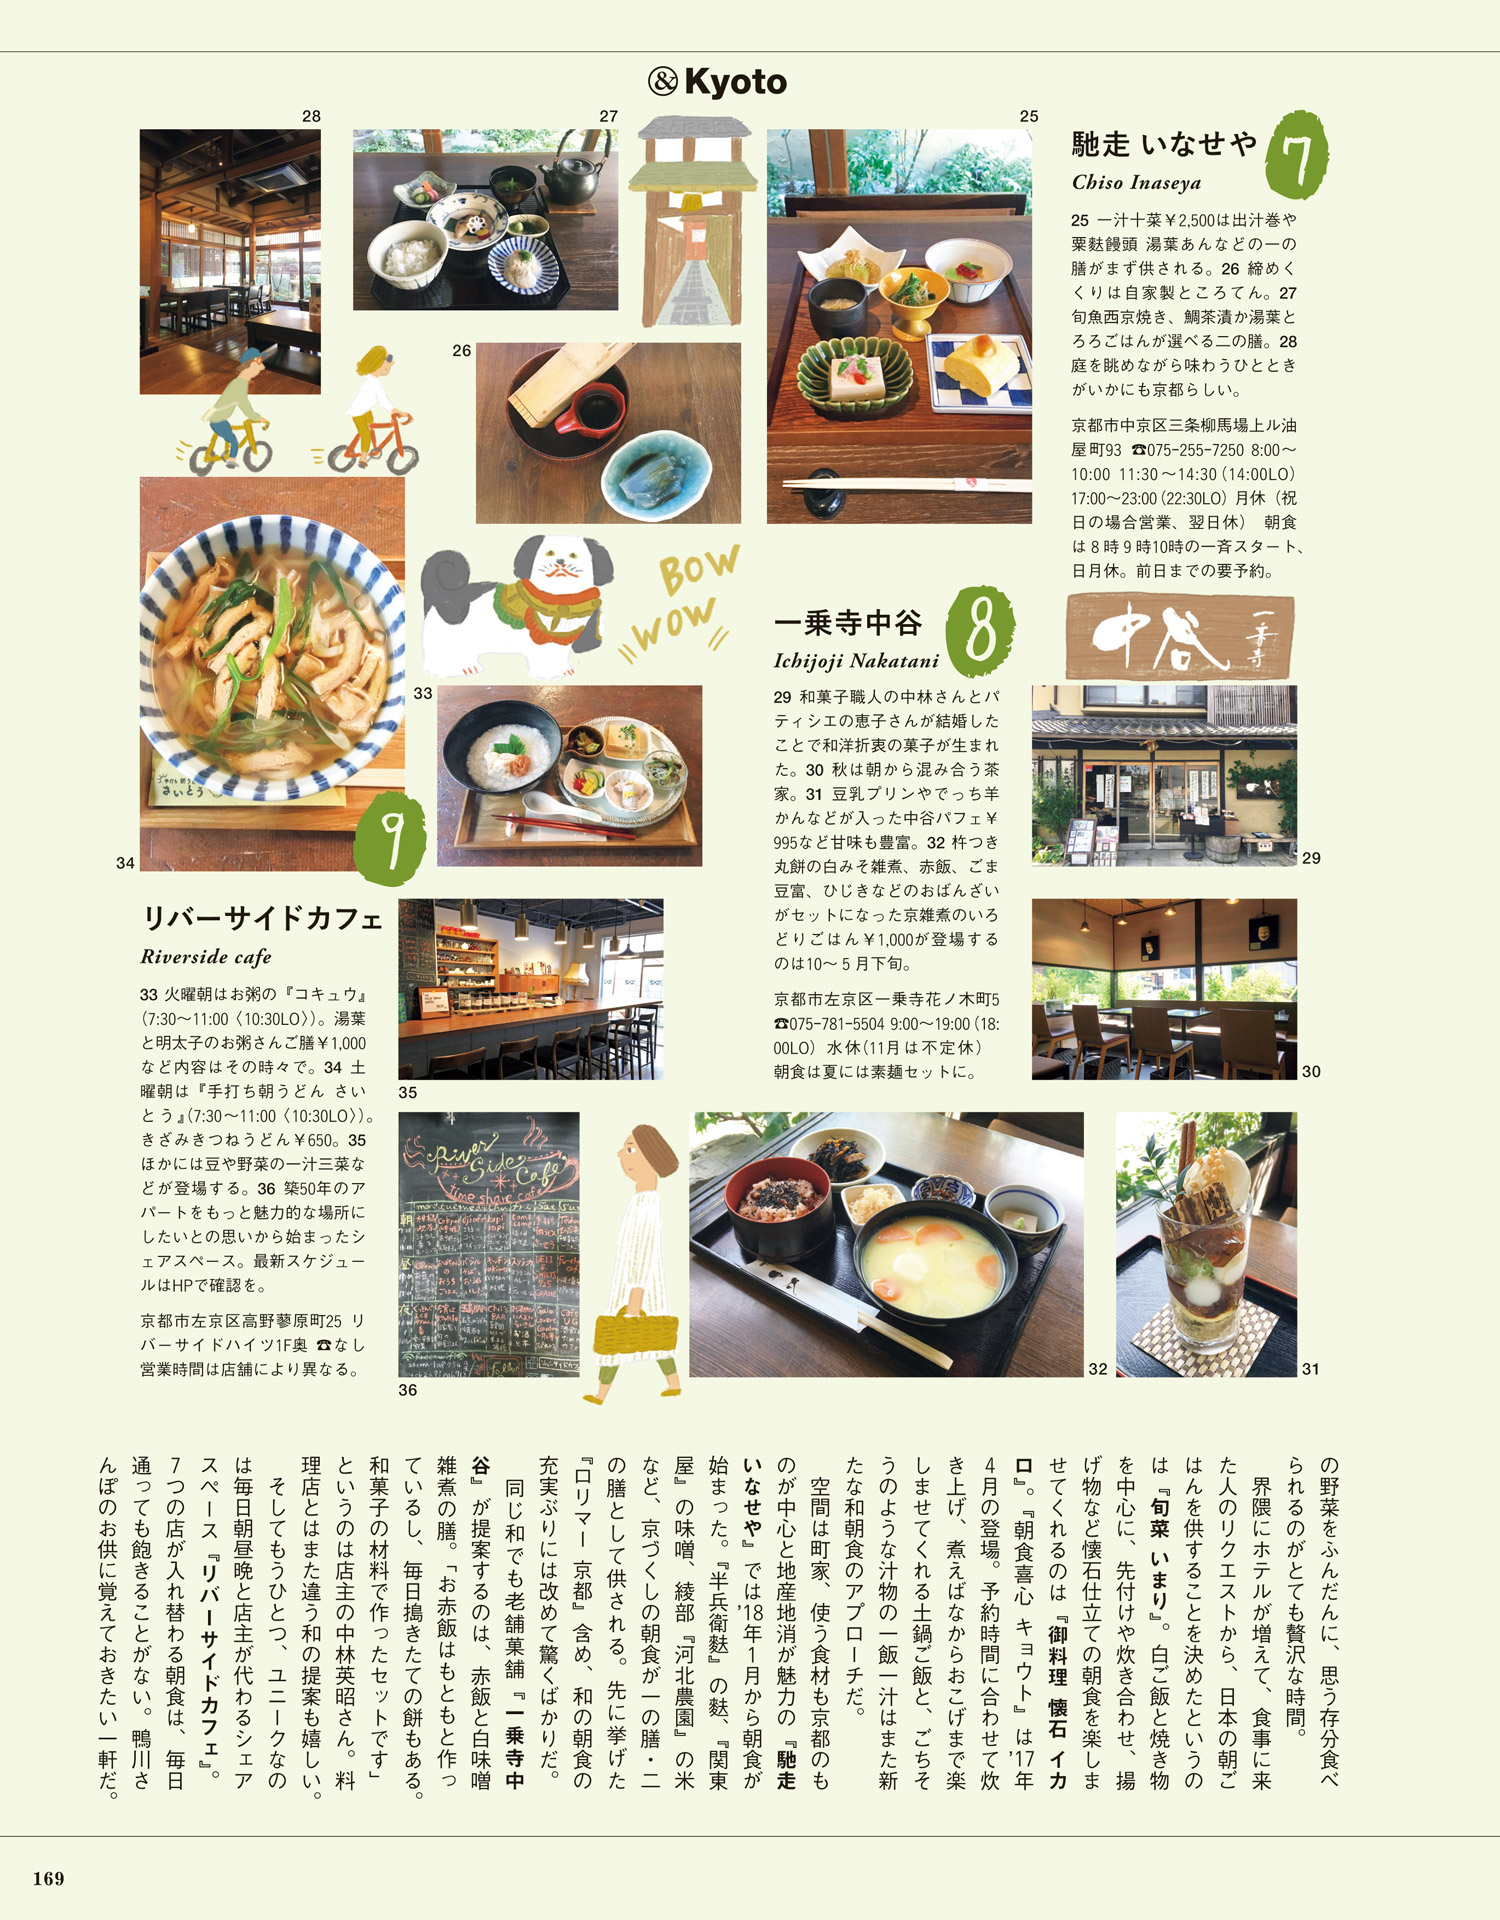 &Kyoto
28
27
25
26
馳走 いなせや
7
Chiso Inaseya
25 一汁十菜￥2,500は出汁巻や
粟麩饅頭 湯葉あんなどの一の
膳がまず供される。26 締めく
くりは自家製ところてん。27
旬魚西京焼き、鯛茶漬か湯葉と
ろろごはんが選べる二の膳。28
庭を眺めながら味わうひととき
がいかにも京都らしい。
京都市中京区三条柳馬場上ル油
屋町93 ☎075-255-7250 8:00〜
10:00 11:30〜14:30（14:00LO）
17:00〜23:00（22:30LO）月休（祝
日の場合営業、翌日休） 朝食
は8時9時10時の一斉スタート、
日月休。前日までの要予約。
BOW
WOW
一乗寺中谷
8
Ichijoji Nakatani
29 和菓子職人の中林さんとパ
ティシエの恵子さんが結婚した
ことで和洋折衷の菓子が生まれ
た。30 秋は朝から混み合う茶
家。31 豆乳プリンやでっち羊
かんなどが入った中谷パフェ￥
995など甘味も豊富。32 杵つき
丸餅の白みそ雑煮、赤飯、ごま
豆富、ひじきなどのおばんざい
がセットになった京雑煮のいろ
どりごはん￥1,000が登場する
のは10〜5月下旬。
京都市左京区一乗寺花ノ木町5
☎075-781-5504 9:00〜19:00（18:
00LO）水休（11月は不定休）
朝食は夏には素麺セットに。
一乗寺
中谷
29
30
31
32
33
34
さいとう
9
リバーサイドカフェ
Riverside cafe
33 火曜朝はお粥の『コキュウ』
（7:30〜11:00〈10:30LO〉）。湯葉
と明太子のお粥さんご膳￥1,000
など内容はその時々で。34 土
曜朝は『手打ち朝うどん さい
とう』（7:30〜11:00〈10:30LO〉）。
きざみきつねうどん￥650。35
ほかには豆や野菜の一汁三菜な
どが登場する。36 築50年のア
パートをもっと魅力的な場所に
したいとの思いから始まったシ
ェアスペース。最新スケジュー
ルはHPで確認を。
京都市左京区高野蓼原町25 リ
バーサイドハイツ1F奥 ☎なし
営業時間は店舗により異なる。
35
River
Side
Cafe
time share cafe
朝
昼
夜
36
の野菜をふんだんに、思う存分食べ
られるのがとても贅沢な時間。
界隈にホテルが増えて、食事に来
た人のリクエストから、日本の朝ご
はんを供することを決めたというの
は『旬菜 いまり』。白ご飯と焼き物
を中心に、先付けや炊き合わせ、揚
げ物など懐石仕立ての朝食を楽しま
せてくれるのは『御料理 懐石 イカ
ロ』。『朝食喜心 キョウト』は’17年
4月の登場。予約時間に合わせて炊
き上げ、煮えばなからおこげまで楽
しませてくれる土鍋ご飯と、ごちそ
うのような汁物の一飯一汁はまた新
たな和朝食のアプローチだ。
空間は町家、使う食材も京都のも
のが中心と地産地消が魅力の『馳走
いなせや』では’18年1月から朝食が
始まった。『半兵衛麩』の麩、『関東
屋』の味噌、綾部『河北農園』の米
など、京づくしの朝食が一の膳・二
の膳として供される。先に挙げた
『ロリマー 京都』含め、和の朝食の
充実ぶりには改めて驚くばかりだ。
同じ和でも老舗菓舗『一乗寺中
谷』が提案するのは、赤飯と白味噌
雑煮の膳。「お赤飯はもともと作っ
ているし、毎日搗きたての餅もある。
和菓子の材料で作ったセットです」
というのは店主の中林英昭さん。料
理店とはまた違う和の提案も嬉しい。
そしてもうひとつ、ユニークなの
は毎日朝昼晩と店主が代わるシェア
スペース『リバーサイドカフェ』。
7つの店が入れ替わる朝食は、毎日
通っても飽きることがない。鴨川さ
んぽのお供に覚えておきたい一軒だ。
169